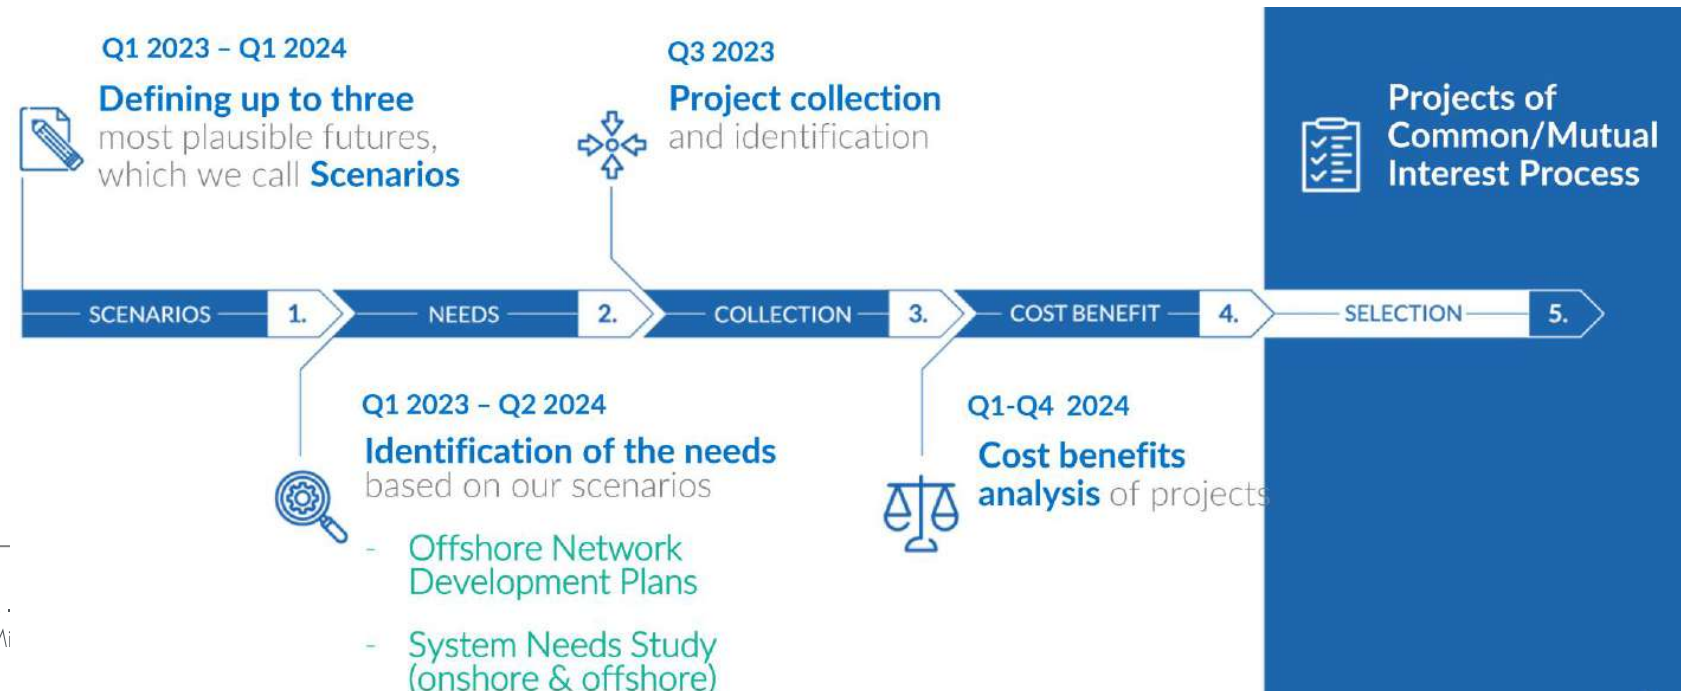 Q1 2023 – Q1 2024
Defining up to three
most plausible futures,
which we call Scenarios
Q3 2023
Project collection
and identification
Projects of
Common/Mutual
Interest Process
SCENARIOS 1. NEEDS 2. COLLECTION 3. COST BENEFIT 4. SELECTION 5.
Q1 2023 – Q2 2024
Identification of the needs
based on our scenarios
- Offshore Network
Development Plans
- System Needs Study
(onshore & offshore)
Q1-Q4 2024
Cost benefits
analysis of projects